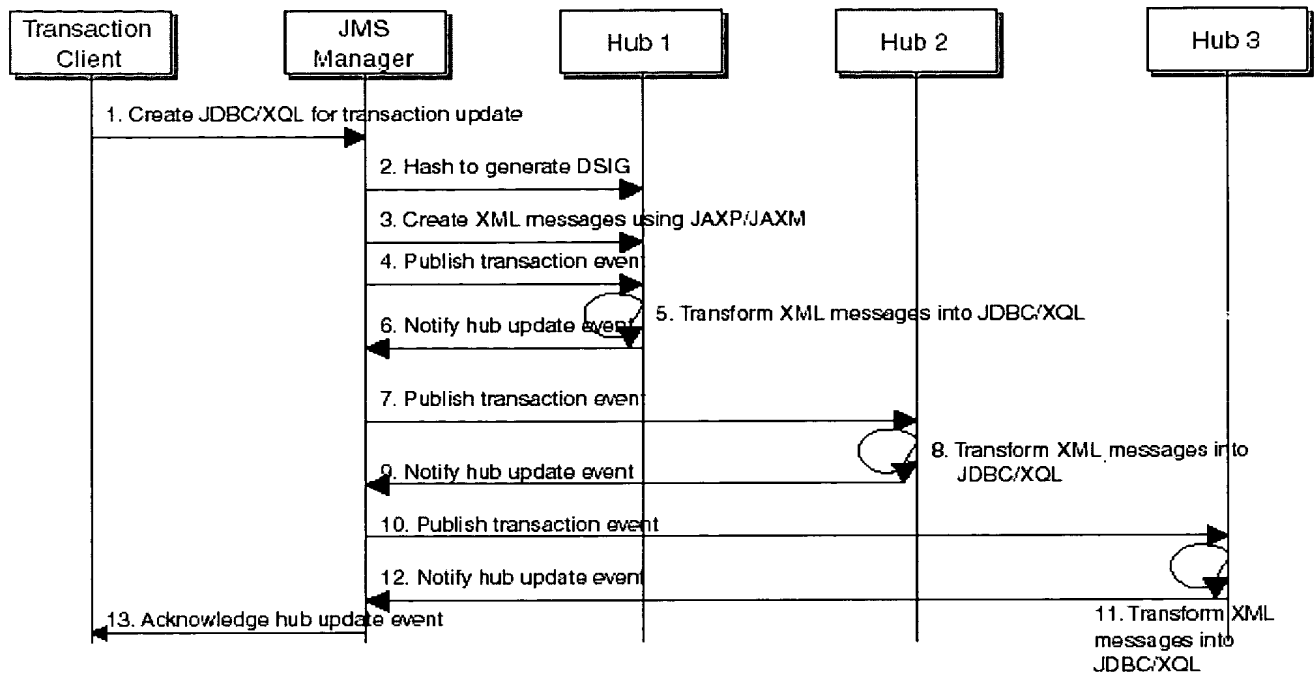 Transaction
Client
JMS
Manager
Hub 1
Hub 2
Hub 3
1. Create JDBC/XQL for transaction update
2. Hash to generate DSIG
3. Create XML messages using JAXP/JAXM
4. Publish transaction event
5. Transform XML messages into JDBC/XQL
6. Notify hub update event
7. Publish transaction event
8. Transform XML messages into
JDBC/XQL
9. Notify hub update event
10. Publish transaction event
12. Notify hub update event
11. Transform XML
messages into
JDBC/XQL
13. Acknowledge hub update event